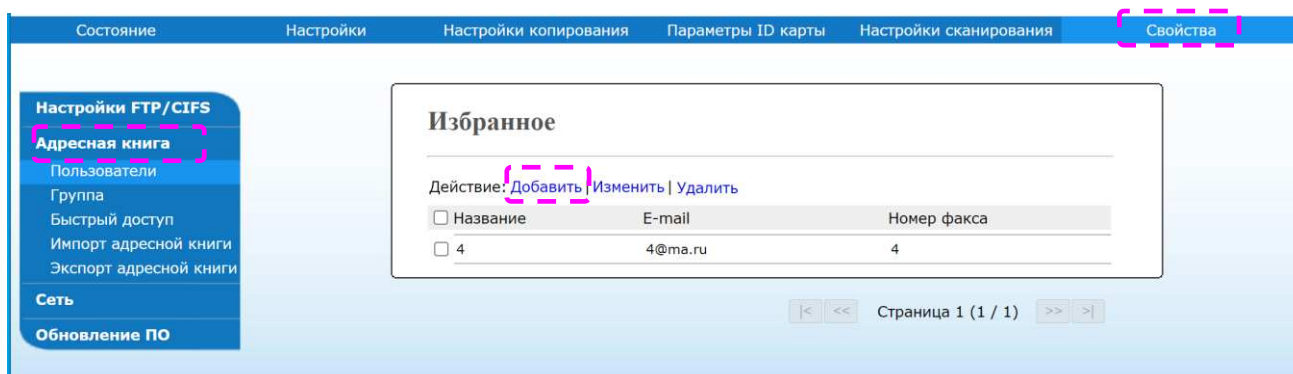 Состояние Настройки Настройки копирования Параметры ID карты Настройки сканирования Свойства
Настройки FTP/CIFS
Адресная книга
Пользователи
Группа
Быстрый доступ
Импорт адресной книги
Экспорт адресной книги
Сеть
Обновление ПО
Избранное
Действие: Добавить | Изменить | Удалить
Название E-mail Номер факса
4 4@ma.ru 4
|< << Страница 1 (1 / 1) >> >|